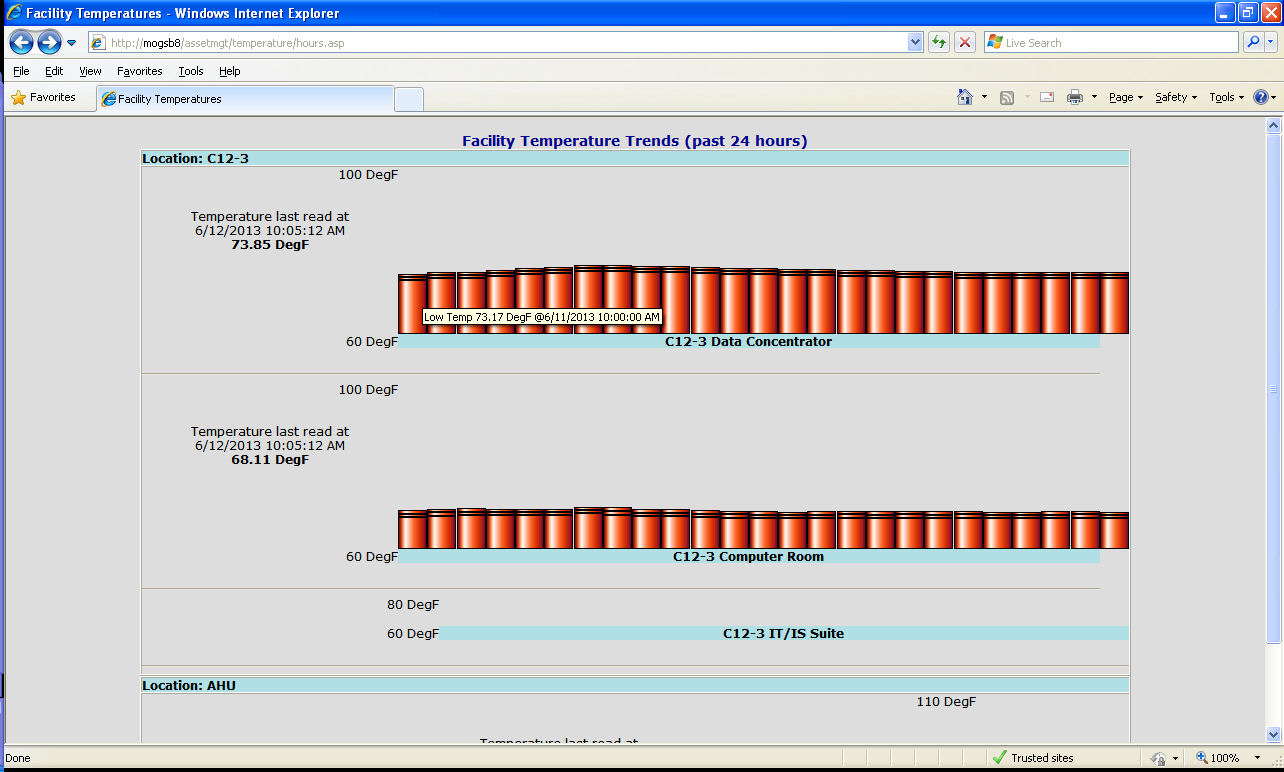 Facility Temperatures - Windows Internet Explorer
http://mogsb8/assetmgt/temperature/hours.asp
Live Search
File Edit View Favorites Tools Help
Favorites Facility Temperatures Page Safety Tools
Facility Temperature Trends (past 24 hours)
Location: C12-3
100 DegF
Temperature last read at
6/12/2013 10:05:12 AM
73.85 DegF
Low Temp 73.17 DegF @6/11/2013 10:00:00 AM
60 DegF C12-3 Data Concentrator
100 DegF
Temperature last read at
6/12/2013 10:05:12 AM
68.11 DegF
60 DegF C12-3 Computer Room
80 DegF
60 DegF C12-3 IT/IS Suite
Location: AHU
110 DegF
Temperature last read at
Done Trusted sites 100%